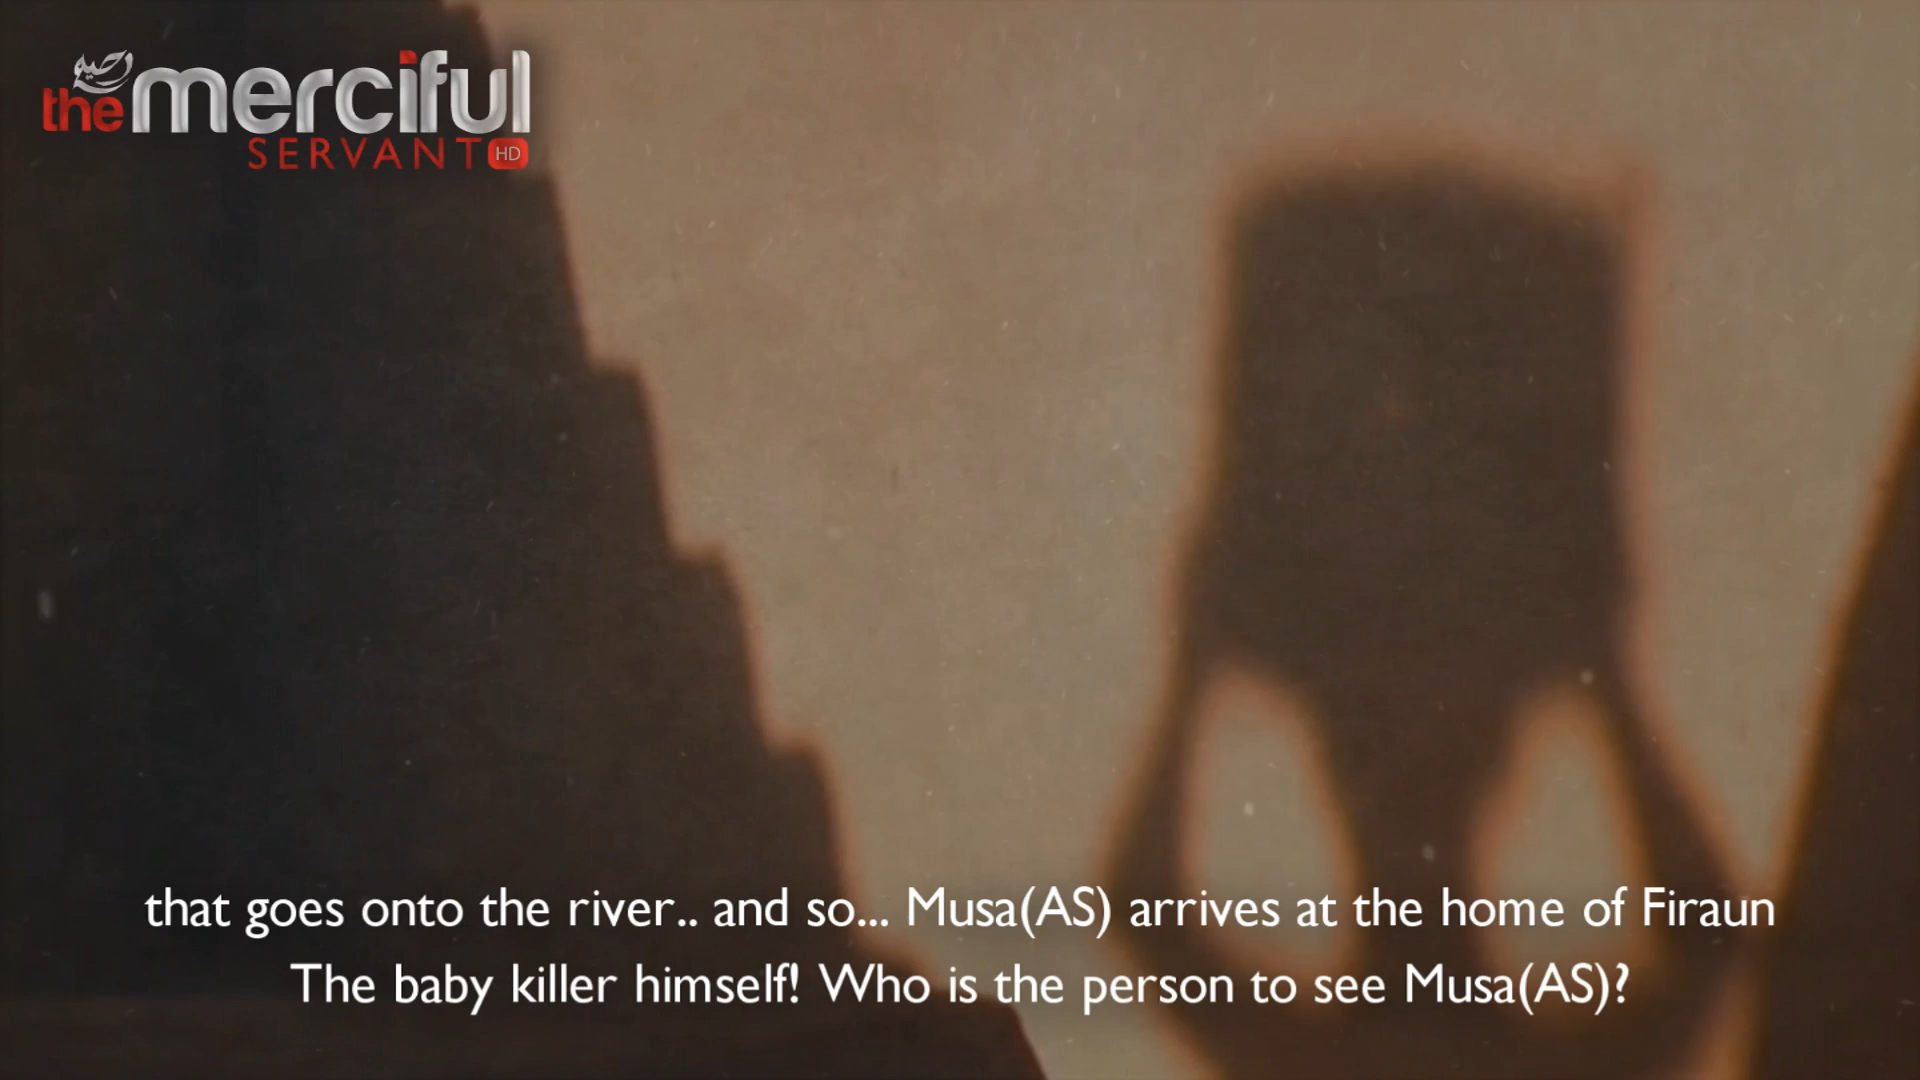 the merciful
SERVANT HD
that goes onto the river.. and so... Musa(AS) arrives at the home of Firaun
The baby killer himself! Who is the person to see Musa(AS)?